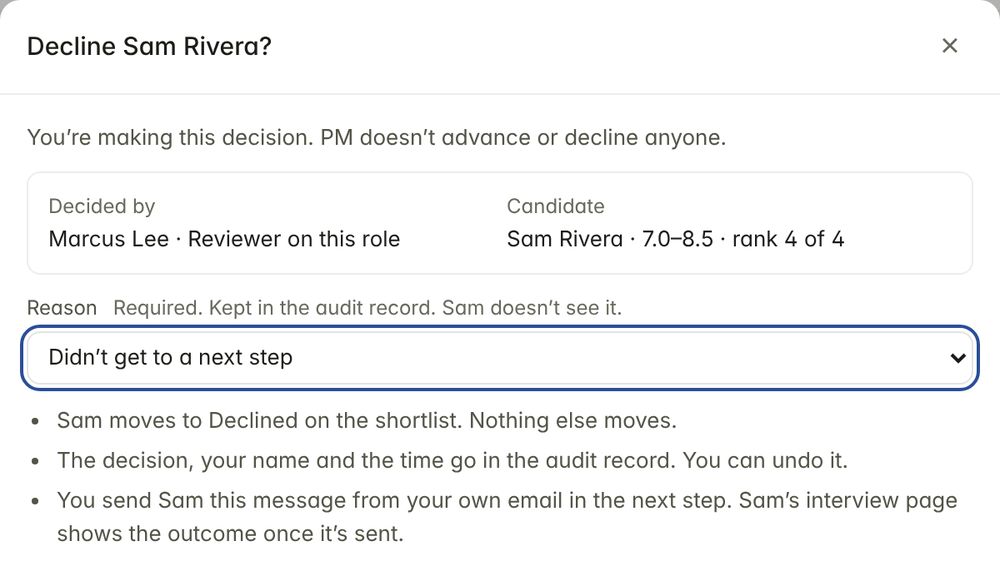 Decline Sam Rivera?
You’re making this decision. PM doesn’t advance or decline anyone.
Decided by
Marcus Lee · Reviewer on this role
Candidate
Sam Rivera · 7.0–8.5 · rank 4 of 4
Reason Required. Kept in the audit record. Sam doesn’t see it.
Didn’t get to a next step
• Sam moves to Declined on the shortlist. Nothing else moves.
• The decision, your name and the time go in the audit record. You can undo it.
• You send Sam this message from your own email in the next step. Sam’s interview page
shows the outcome once it’s sent.